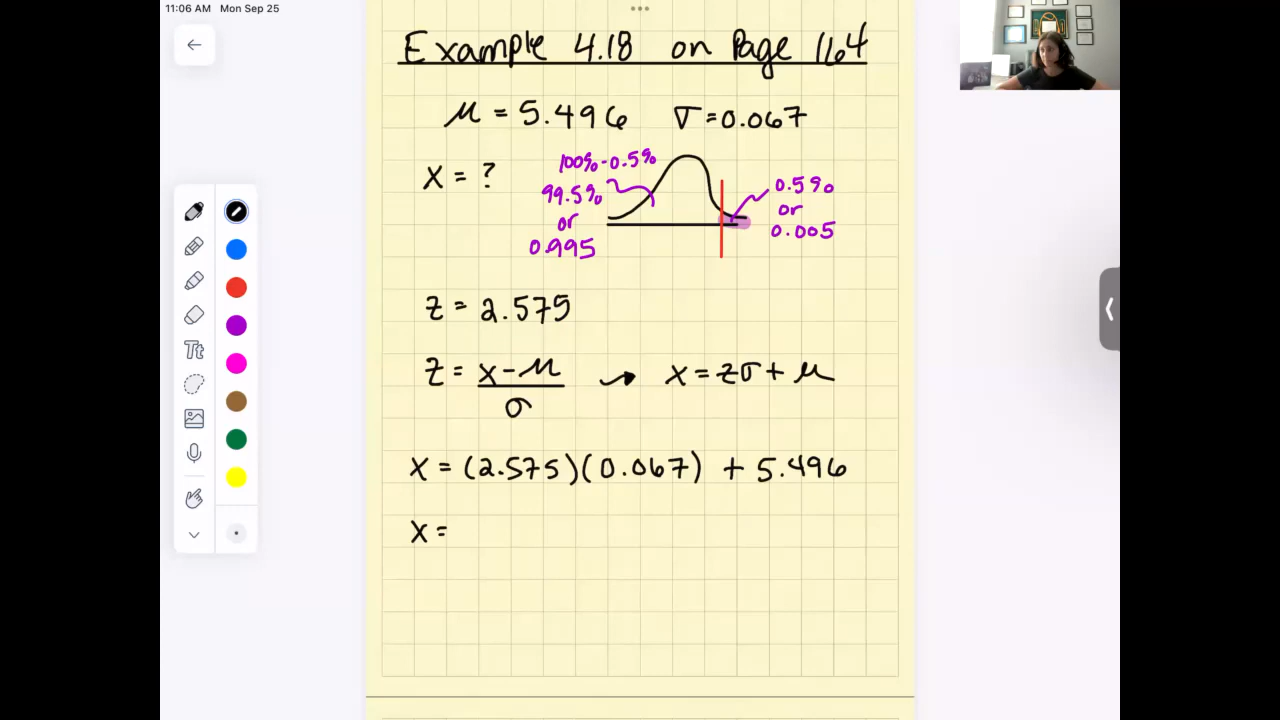 11:06 AM Mon Sep 25
Example 4.18 on Page 164
μ = 5.496 σ = 0.067
X = ?
100% - 0.5%
99.5%
or
0.995
0.5%
or
0.005
z = 2.575
z = x - μ / σ → x = zσ + μ
x = (2.575)(0.067) + 5.496
x =
Tt